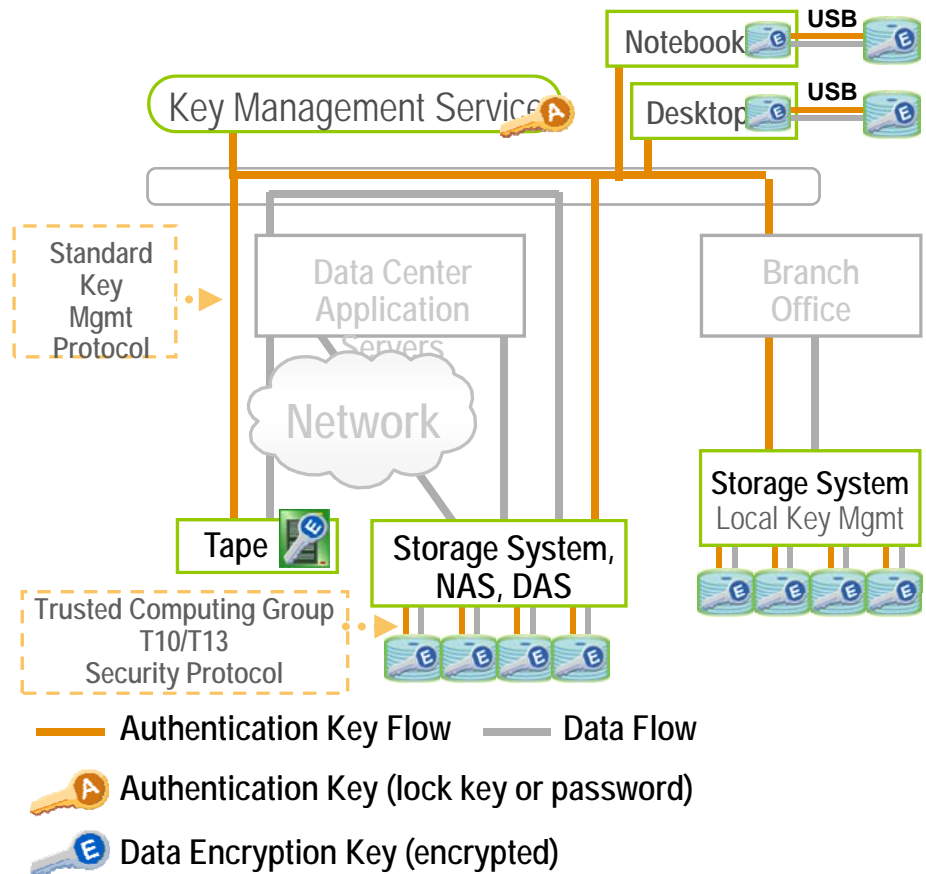 Notebook
USB
Key Management Service
A
Desktop
USB
E
E
E
E
Standard
Key
Mgmt
Protocol
Data Center
Application
Servers
Branch
Office
Network
Storage System
Local Key Mgmt
Tape
E
Storage System,
NAS, DAS
E
E
E
E
Trusted Computing Group
T10/T13
Security Protocol
E
E
E
E
Authentication Key Flow
Data Flow
A
Authentication Key (lock key or password)
E
Data Encryption Key (encrypted)